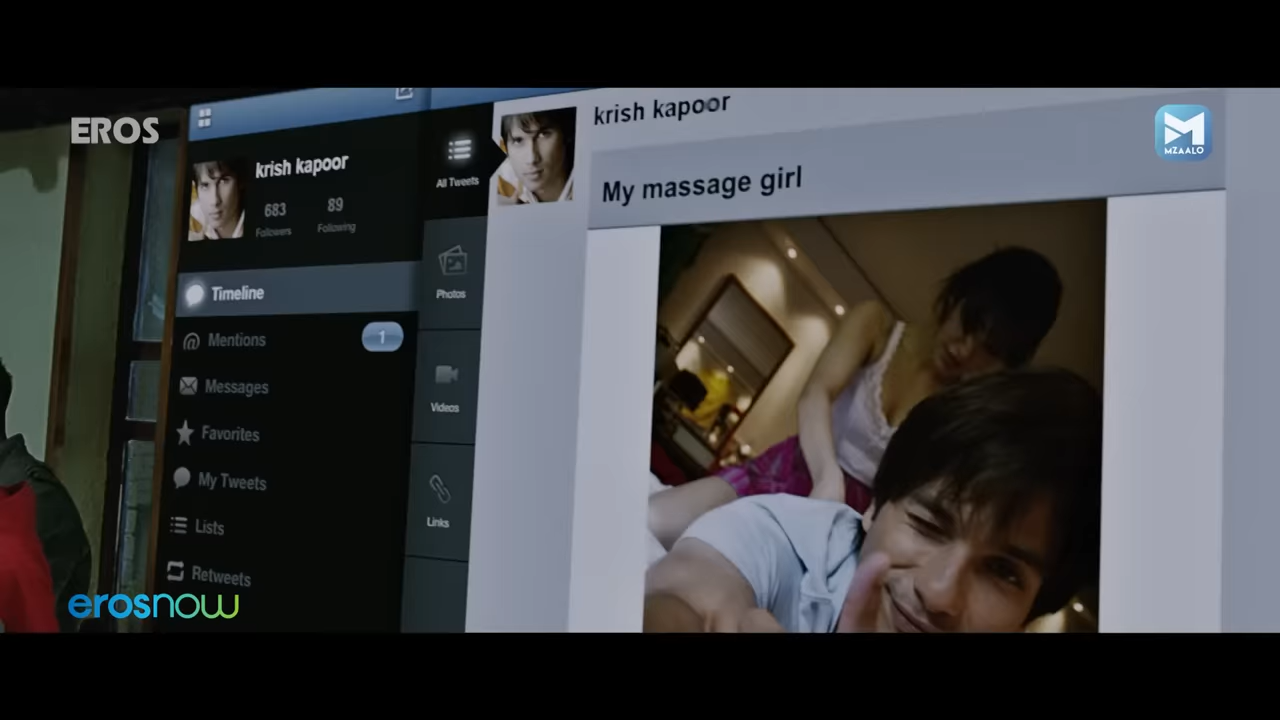 EROS
MZAALO
krish kapoor
683
Followers
89
Following
All Tweets
Timeline
Mentions
1
Messages
Favorites
My Tweets
Lists
Retweets
Photos
Videos
Links
krish kapoor
My massage girl
erosnow